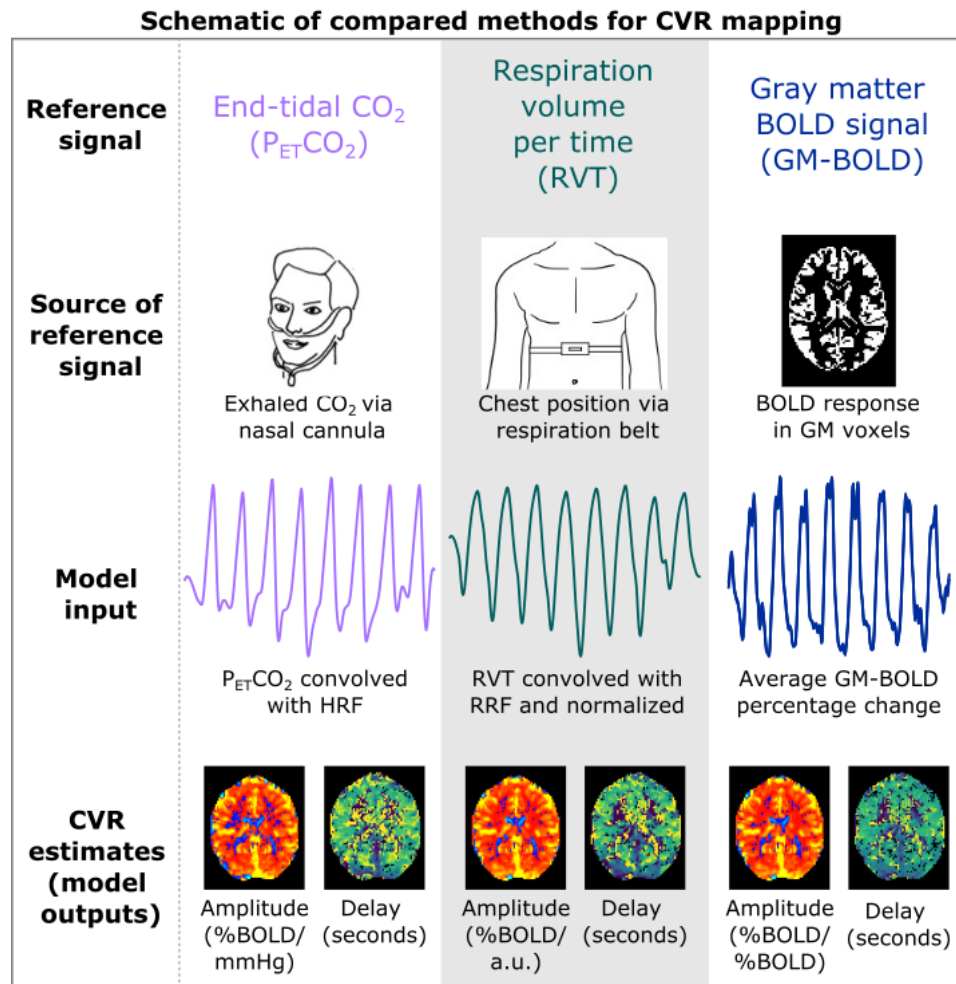 Schematic of compared methods for CVR mapping
Reference
signal
End-tidal CO₂
(P_ETCO₂)
Respiration
volume
per time
(RVT)
Gray matter
BOLD signal
(GM-BOLD)
Source of
reference
signal
Exhaled CO₂ via
nasal cannula
Chest position via
respiration belt
BOLD response
in GM voxels
Model
input
P_ETCO₂ convolved
with HRF
RVT convolved with
RRF and normalized
Average GM-BOLD
percentage change
CVR
estimates
(model
outputs)
Amplitude
(%BOLD/
mmHg)
Delay
(seconds)
Amplitude
(%BOLD/
a.u.)
Delay
(seconds)
Amplitude
(%BOLD/
%BOLD)
Delay
(seconds)